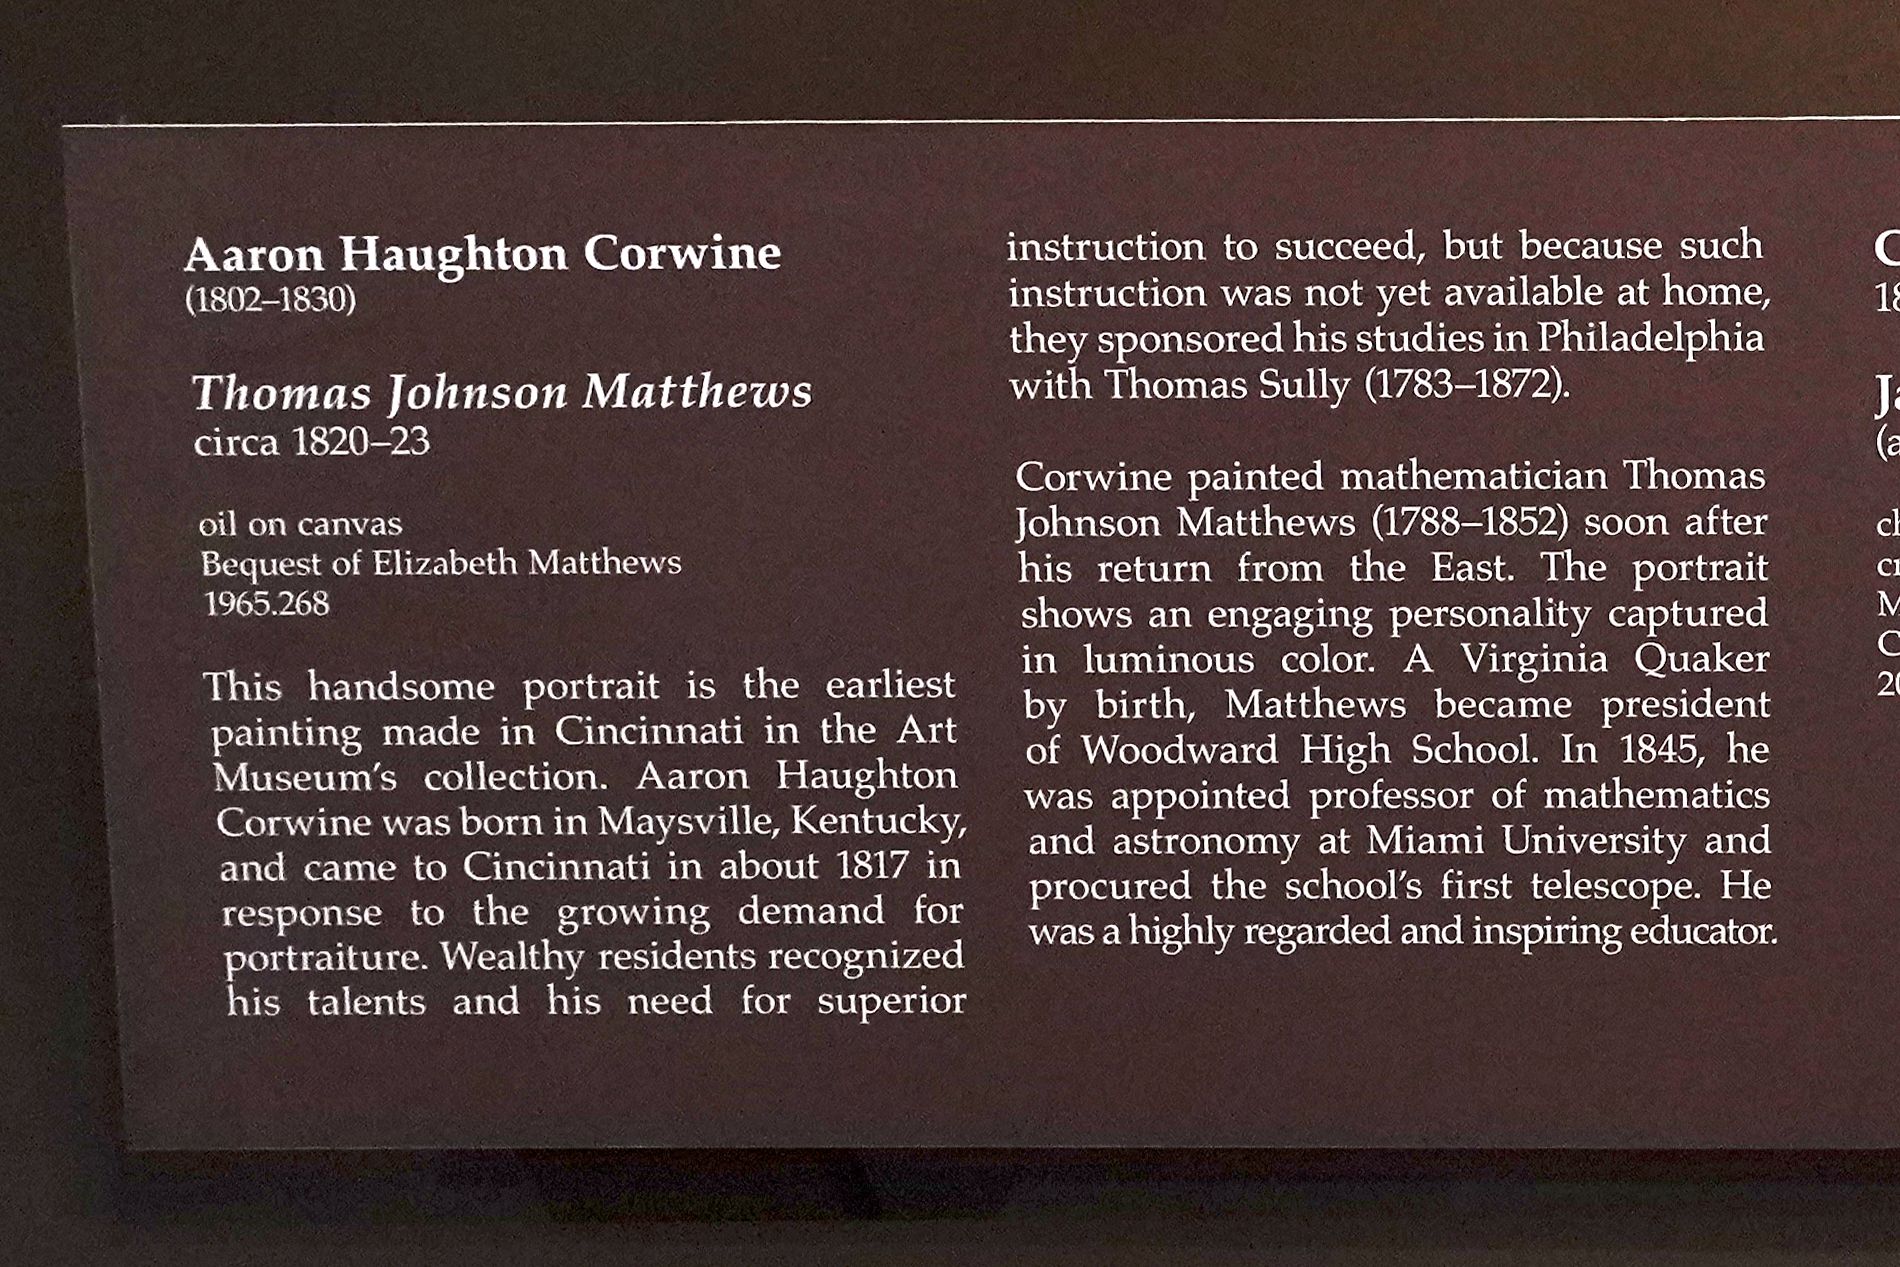 Aaron Haughton Corwine
(1802–1830)
Thomas Johnson Matthews
circa 1820–23
oil on canvas
Bequest of Elizabeth Matthews
1965.268
This handsome portrait is the earliest
painting made in Cincinnati in the Art
Museum's collection. Aaron Haughton
Corwine was born in Maysville, Kentucky,
and came to Cincinnati in about 1817 in
response to the growing demand for
portraiture. Wealthy residents recognized
his talents and his need for superior
instruction to succeed, but because such
instruction was not yet available at home,
they sponsored his studies in Philadelphia
with Thomas Sully (1783–1872).
Corwine painted mathematician Thomas
Johnson Matthews (1788–1852) soon after
his return from the East. The portrait
shows an engaging personality captured
in luminous color. A Virginia Quaker
by birth, Matthews became president
of Woodward High School. In 1845, he
was appointed professor of mathematics
and astronomy at Miami University and
procured the school's first telescope. He
was a highly regarded and inspiring educator.